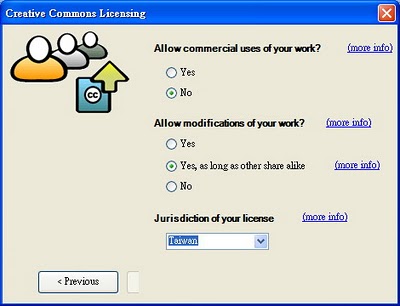 Creative Commons Licensing
Allow commercial uses of your work? (more info)
Yes
No
Allow modifications of your work? (more info)
Yes
Yes, as long as other share alike (more info)
No
Jurisdiction of your license (more info)
Taiwan
< Previous
cc